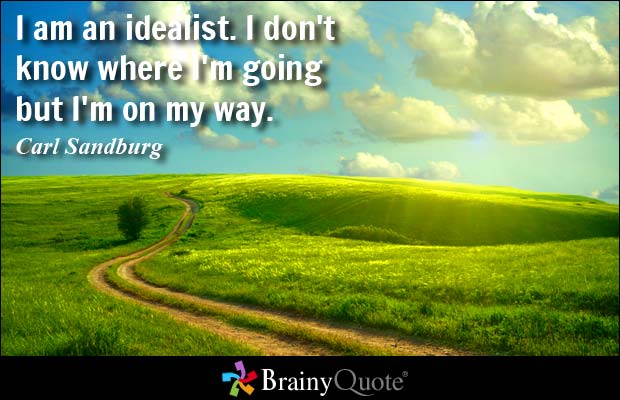 I am an idealist. I don't
know where I'm going
but I'm on my way.
Carl Sandburg
BrainyQuote®